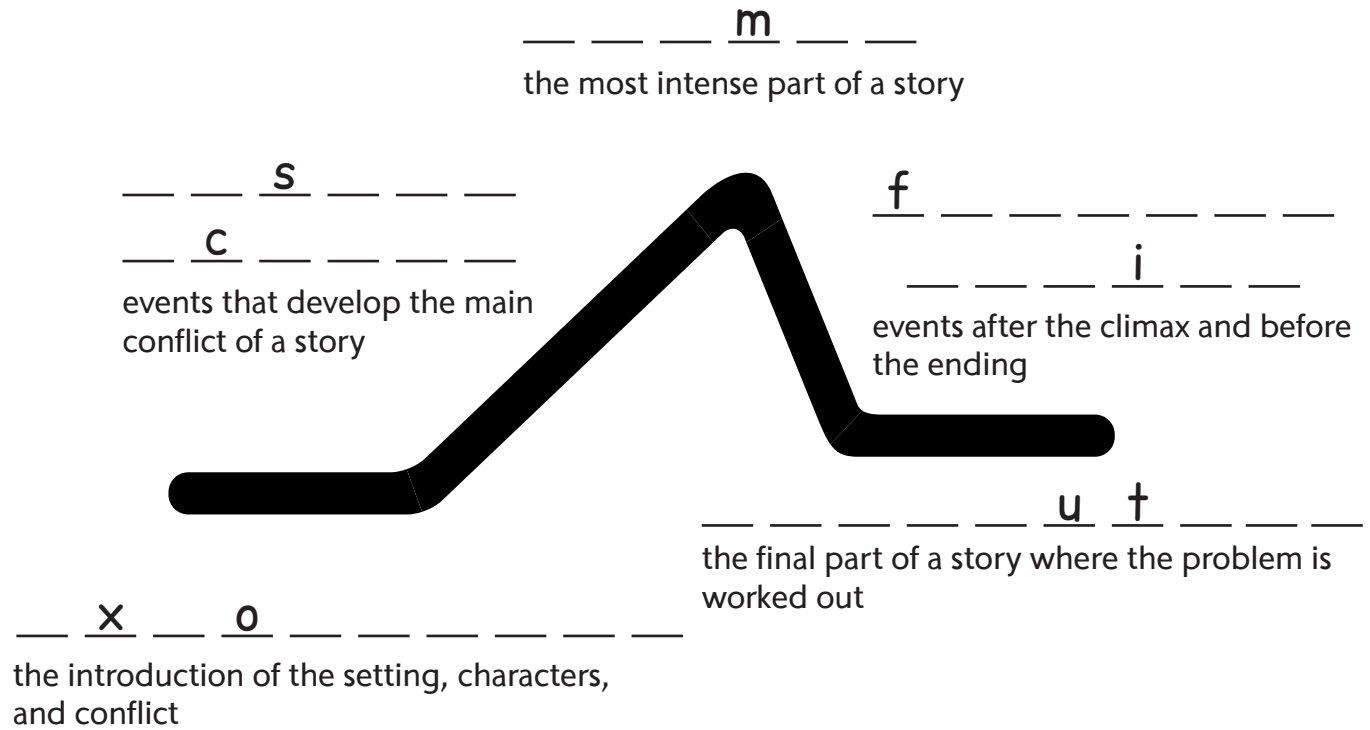 _ _ _ m _ _
the most intense part of a story
_ _ s _ _ _
_ c _ _ _ _
events that develop the main
conflict of a story
f _ _ _ _ _ _
_ _ _ i _ _
events after the climax and before
the ending
_ _ _ _ _ u t _ _ _
the final part of a story where the problem is
worked out
_ x _ o _ _ _ _ _ _
the introduction of the setting, characters,
and conflict